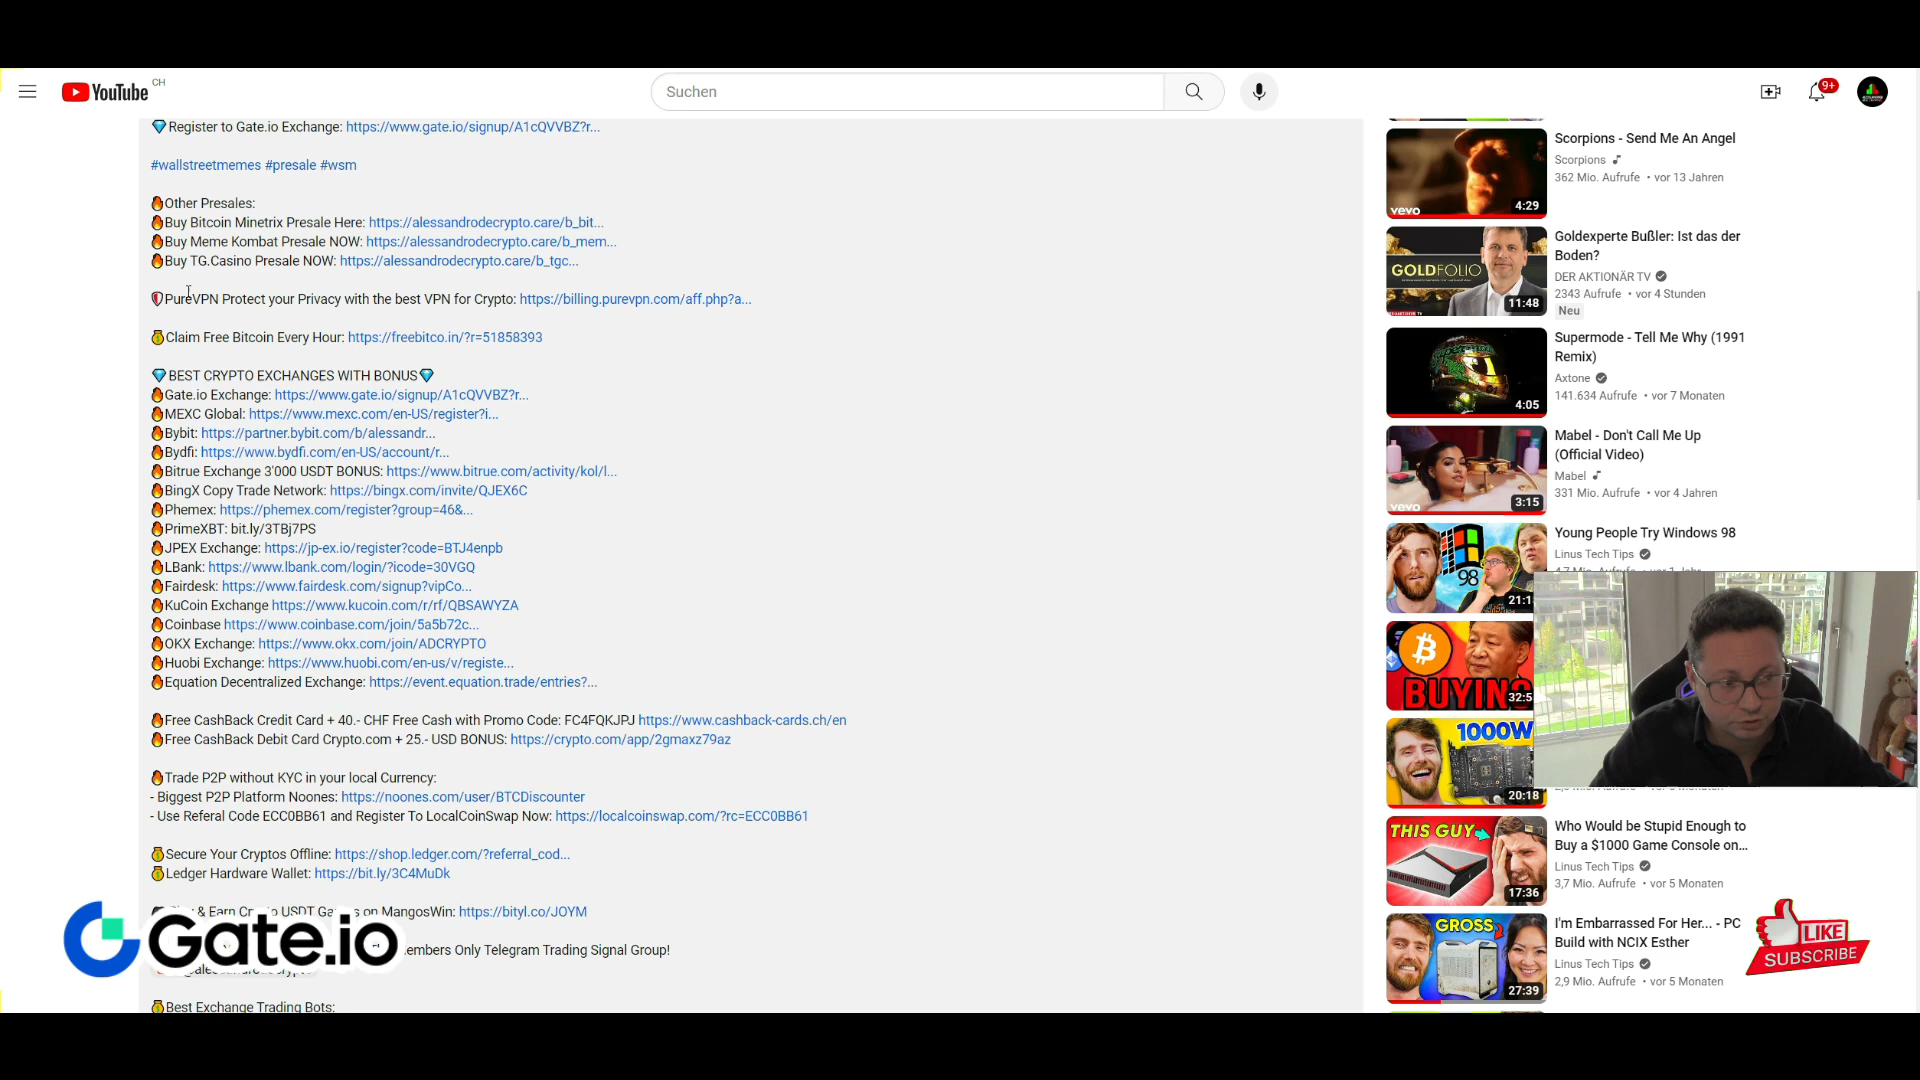 YouTube CH
Suchen
9+
💎Register to Gate.io Exchange: https://www.gate.io/signup/A1cQVVBZ?r...
#wallstreetmemes #presale #wsm
🔥Other Presales:
🔥Buy Bitcoin Minetrix Presale Here: https://alessandrodecrypto.care/b_bit...
🔥Buy Meme Kombat Presale NOW: https://alessandrodecrypto.care/b_mem...
🔥Buy TG.Casino Presale NOW: https://alessandrodecrypto.care/b_tgc...
PureVPN Protect your Privacy with the best VPN for Crypto: https://billing.purevpn.com/aff.php?a...
💰Claim Free Bitcoin Every Hour: https://freebitco.in/?r=51858393
💎BEST CRYPTO EXCHANGES WITH BONUS💎
🔥Gate.io Exchange: https://www.gate.io/signup/A1cQVVBZ?r...
🔥MEXC Global: https://www.mexc.com/en-US/register?i...
🔥Bybit: https://partner.bybit.com/b/alessandr...
🔥Bydfi: https://www.bydfi.com/en-US/account/r...
🔥Bitrue Exchange 3'000 USDT BONUS: https://www.bitrue.com/activity/kol/l...
🔥BingX Copy Trade Network: https://bingx.com/invite/QJEX6C
🔥Phemex: https://phemex.com/register?group=46&...
🔥PrimeXBT: bit.ly/3TBj7PS
🔥JPEX Exchange: https://jp-ex.io/register?code=BTJ4enpb
🔥LBank: https://www.lbank.com/login/?icode=30VGQ
🔥Fairdesk: https://www.fairdesk.com/signup?vipCo...
🔥KuCoin Exchange https://www.kucoin.com/r/rf/QBSAWYZA
🔥Coinbase https://www.coinbase.com/join/5a5b72c...
🔥OKX Exchange: https://www.okx.com/join/ADCRYPTO
🔥Huobi Exchange: https://www.huobi.com/en-us/v/registe...
🔥Equation Decentralized Exchange: https://event.equation.trade/entries?...
🔥Free CashBack Credit Card + 40.- CHF Free Cash with Promo Code: FC4FQKJPJ https://www.cashback-cards.ch/en
🔥Free CashBack Debit Card Crypto.com + 25.- USD BONUS: https://crypto.com/app/2gmaxz79az
🔥Trade P2P without KYC in your local Currency:
- Biggest P2P Platform Noones: https://noones.com/user/BTCDiscounter
- Use Referal Code ECC0BB61 and Register To LocalCoinSwap Now: https://localcoinswap.com/?rc=ECC0BB61
💰Secure Your Cryptos Offline: https://shop.ledger.com/?referral_cod...
💰Ledger Hardware Wallet: https://bit.ly/3C4MuDk
& Earn USDT on MangosWin: https://bityl.co/JOYM
Only Telegram Trading Signal Group!
Gate.io
💰Best Exchange Trading Bots:
vevo 4:29
Scorpions - Send Me An Angel
Scorpions
362 Mio. Aufrufe • vor 13 Jahren
GOLDFOLIO
11:48
Goldexperte Bußler: Ist das der
Boden?
DER AKTIONÄR TV
2343 Aufrufe • vor 4 Stunden
Neu
4:05
Supermode - Tell Me Why (1991
Remix)
Axtone
141.634 Aufrufe • vor 7 Monaten
vevo 3:15
Mabel - Don't Call Me Up
(Official Video)
Mabel
331 Mio. Aufrufe • vor 4 Jahren
98
Young People Try Windows 98
Linus Tech Tips
BUYING
1000W
20:18
THIS GUY
17:36
Who Would be Stupid Enough to
Buy a $1000 Game Console on...
Linus Tech Tips
3,7 Mio. Aufrufe • vor 5 Monaten
GROSS
27:39
I'm Embarrassed For Her... - PC
Build with NCIX Esther
Linus Tech Tips
2,9 Mio. Aufrufe • vor 5 Monaten
LIKE
SUBSCRIBE